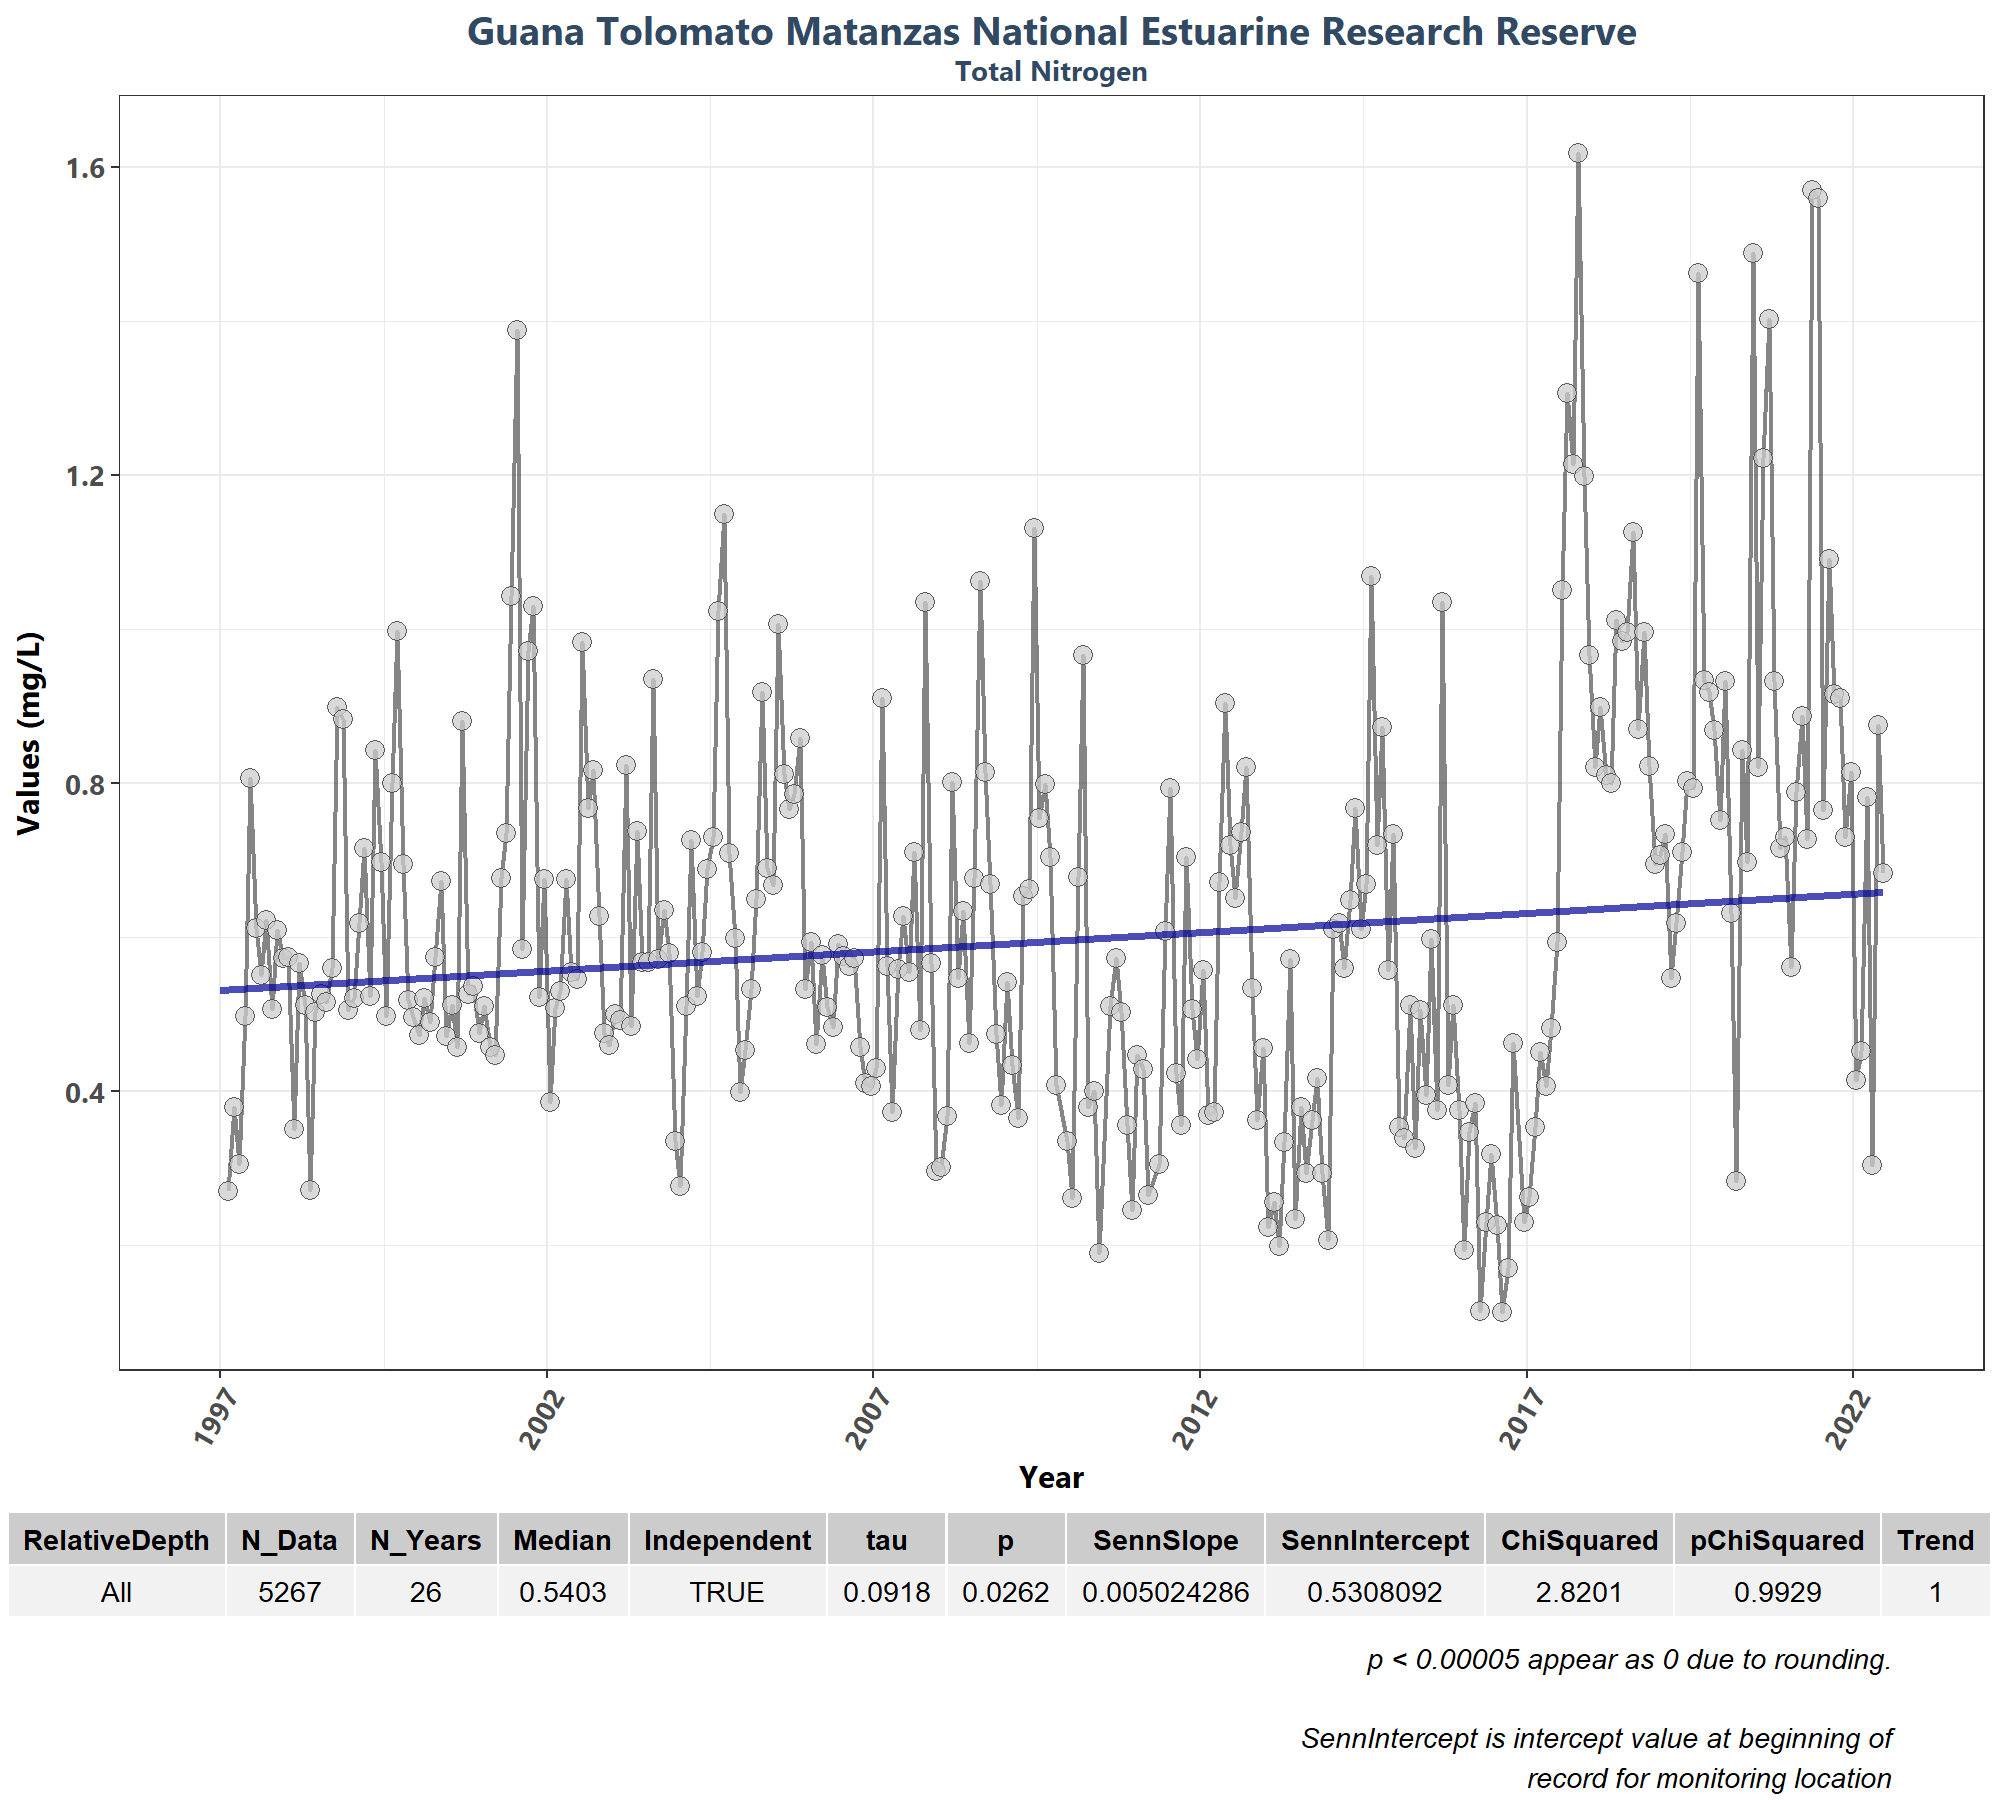 Guana Tolomato Matanzas National Estuarine Research Reserve
Total Nitrogen
Values (mg/L)
1.6
1.2
0.8
0.4
1997 2002 2007 2012 2017 2022
Year
RelativeDepth N_Data N_Years Median Independent tau p SennSlope SennIntercept ChiSquared pChiSquared Trend
All 5267 26 0.5403 TRUE 0.0918 0.0262 0.005024286 0.5308092 2.8201 0.9929 1
p < 0.00005 appear as 0 due to rounding.
SennIntercept is intercept value at beginning of
record for monitoring location